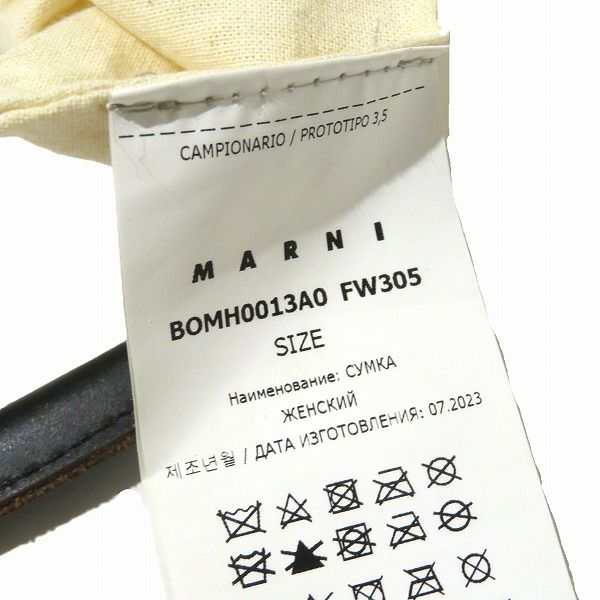 CAMPIONARIO / PROTOTIPO 3,5
MARNI
BOMH0013A0 FW305
SIZE
Наименование: СУМКА
ЖЕНСКИЙ
제조년월 / ДАТА ИЗГОТОВЛЕНИЯ: 07.2023